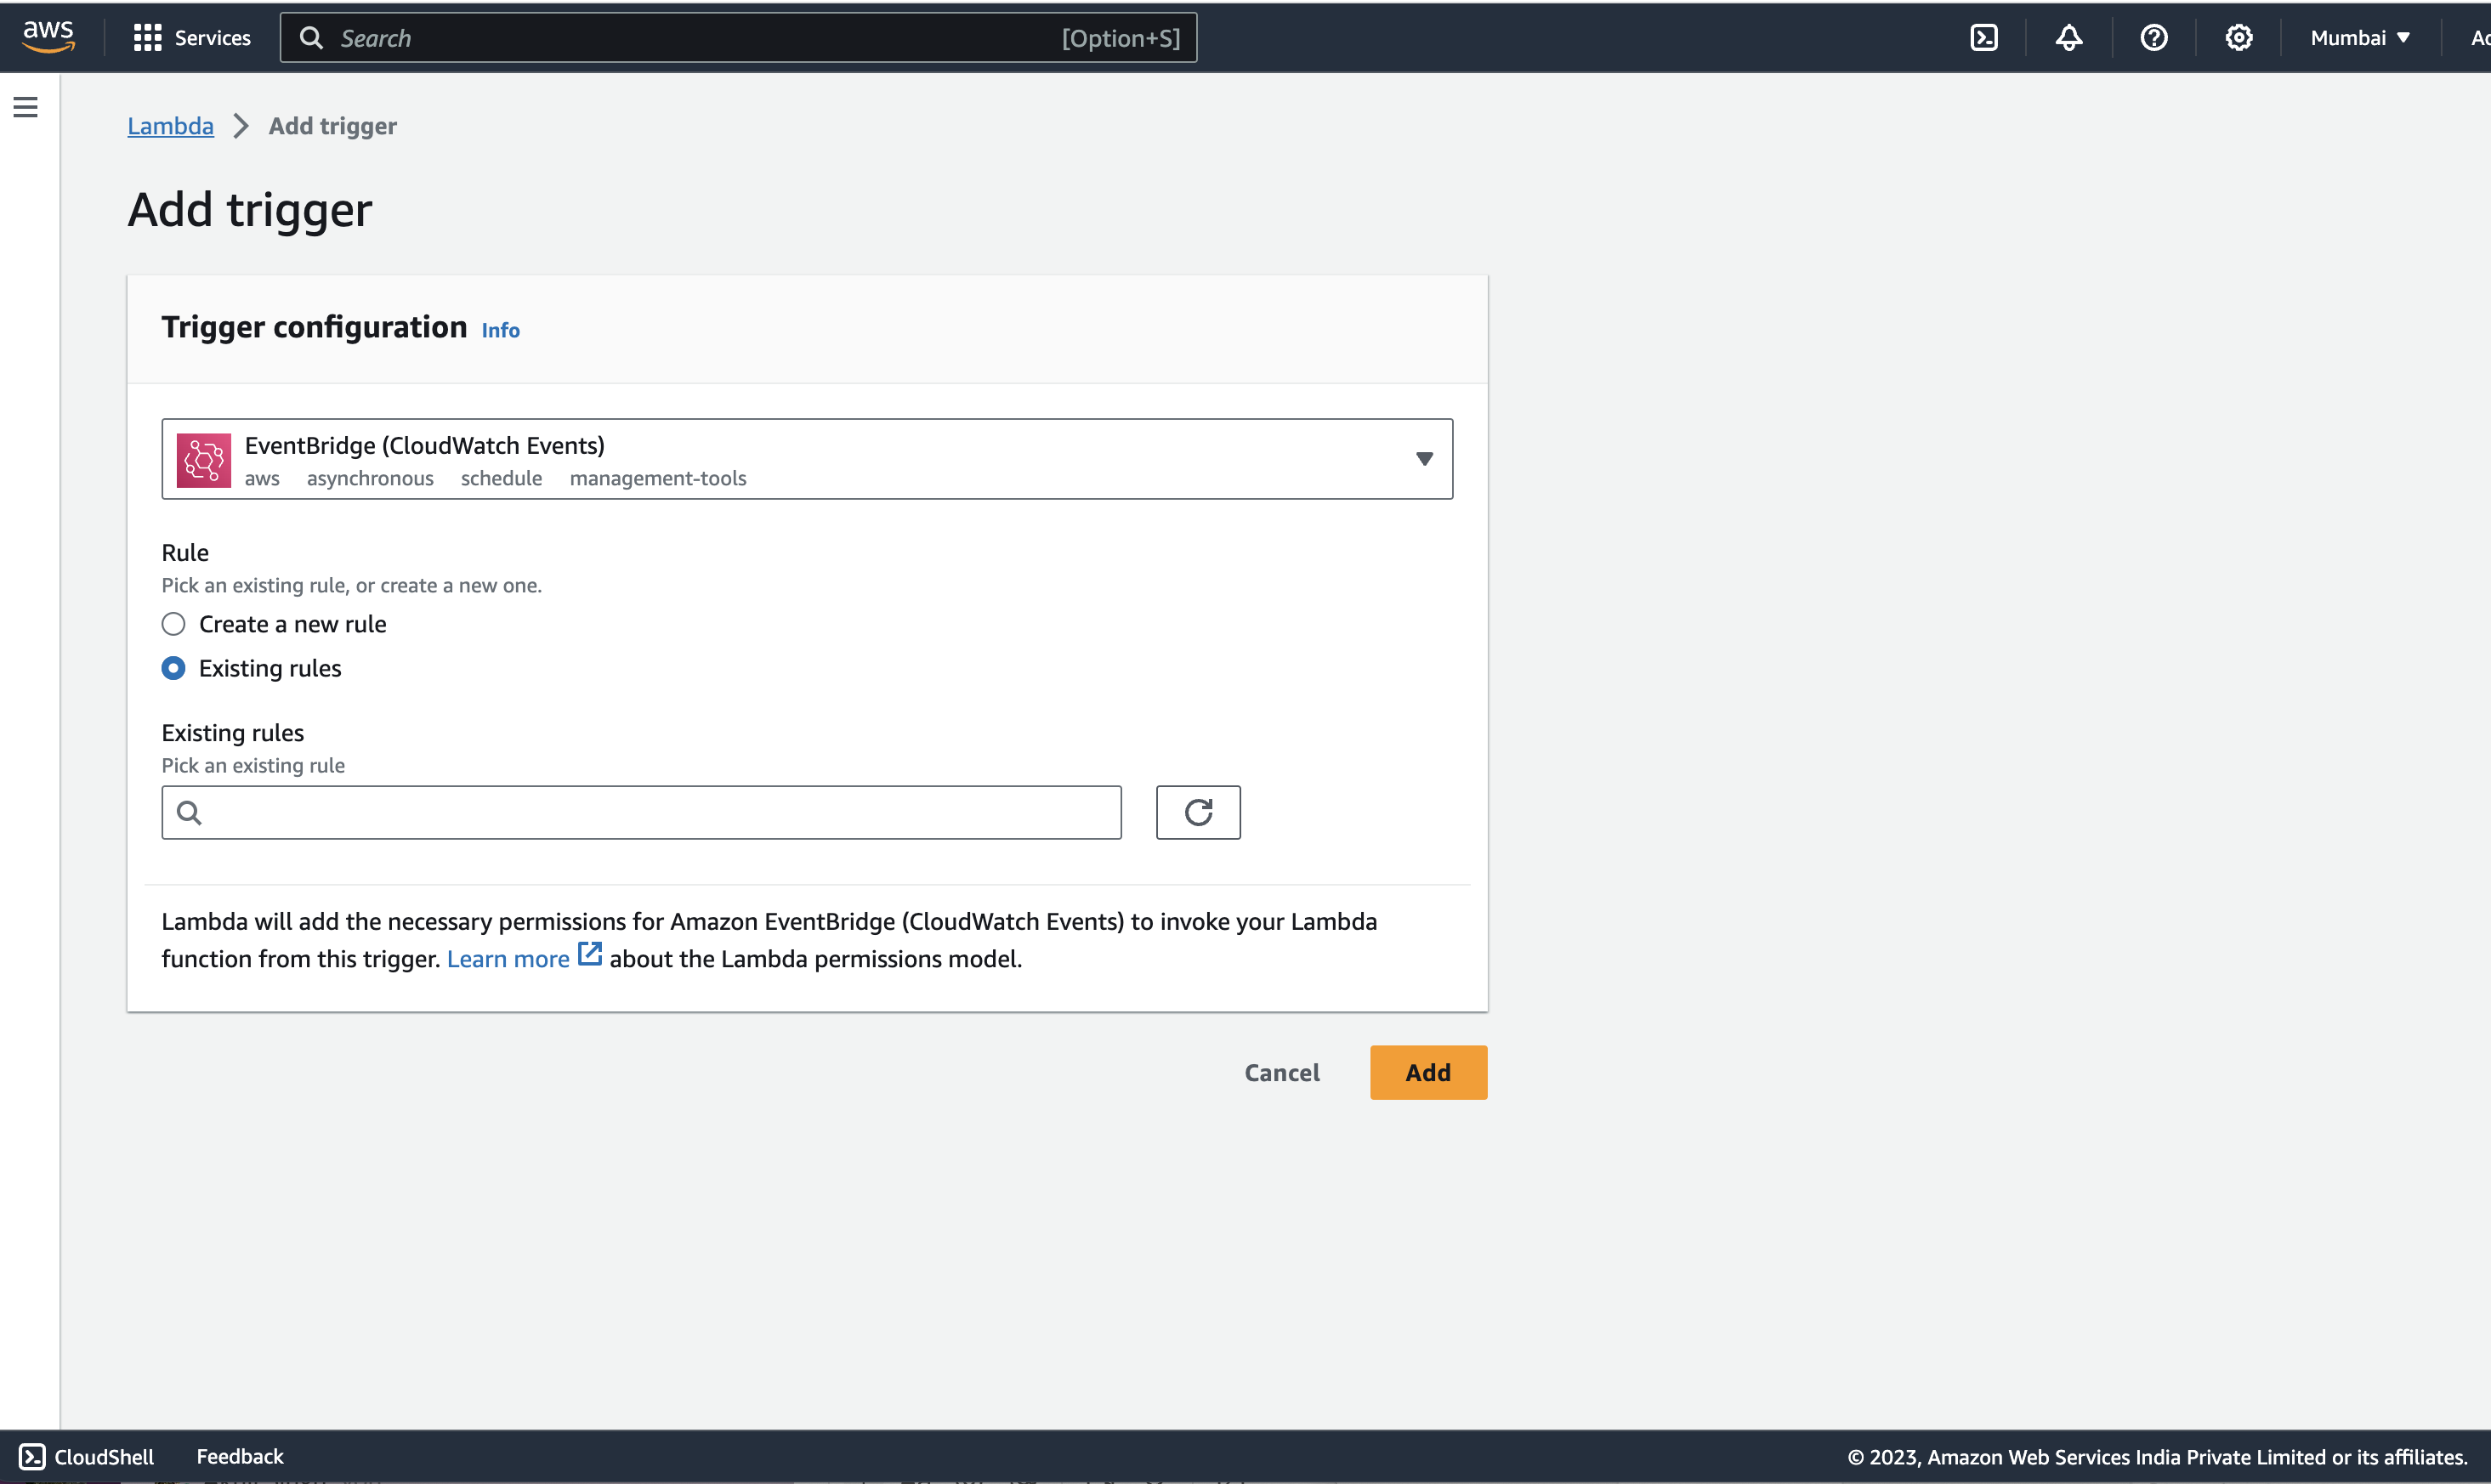 aws
Services
Search
[Option+S]
Mumbai
Lambda
Add trigger
Add trigger
Trigger configuration Info
EventBridge (CloudWatch Events)
aws asynchronous schedule management-tools
Rule
Pick an existing rule, or create a new one.
Create a new rule
Existing rules
Existing rules
Pick an existing rule
Lambda will add the necessary permissions for Amazon EventBridge (CloudWatch Events) to invoke your Lambda
function from this trigger. Learn more about the Lambda permissions model.
Cancel
Add
CloudShell
Feedback
© 2023, Amazon Web Services India Private Limited or its affiliates.